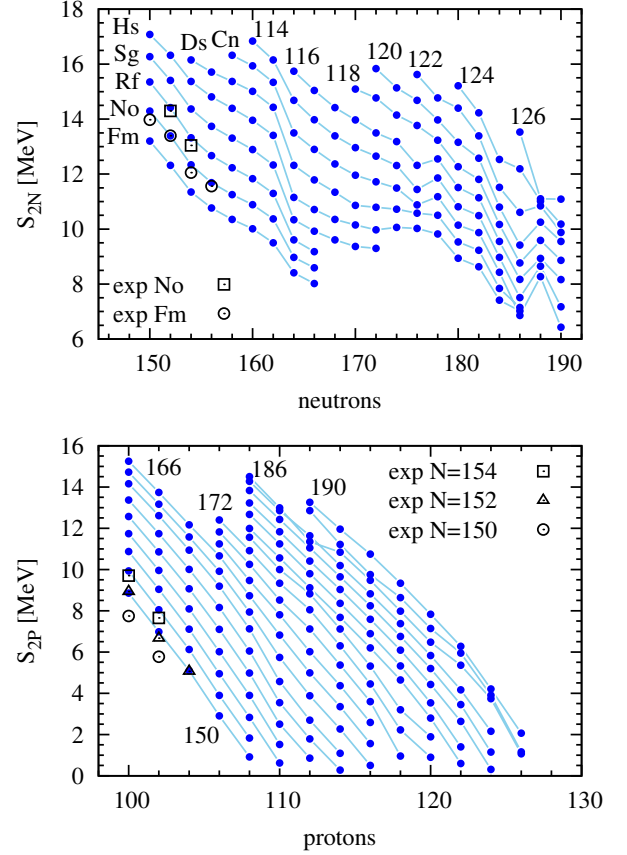 18
16
14
12
10
8
6
S2N [MeV]
Hs
Sg
Rf
No
Fm
Ds Cn 114
116
118
120
122
124
126
exp No
exp Fm
150 160 170 180 190
neutrons
16
14
12
10
8
6
4
2
0
S2P [MeV]
166
172
186
190
150
exp N=154
exp N=152
exp N=150
100 110 120 130
protons